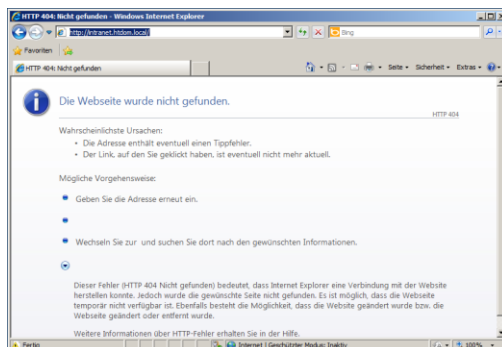 HTTP 404: Nicht gefunden - Windows Internet Explorer
http://intranet.htdom.local/
Bing
Favoriten
HTTP 404: Nicht gefunden
Seite Sicherheit Extras
Die Webseite wurde nicht gefunden.
HTTP 404
Wahrscheinlichste Ursachen:
• Die Adresse enthält eventuell einen Tippfehler.
• Der Link, auf den Sie geklickt haben, ist eventuell nicht mehr aktuell.
Mögliche Vorgehensweise:
Geben Sie die Adresse erneut ein.
Wechseln Sie zur und suchen Sie dort nach den gewünschten Informationen.
Dieser Fehler (HTTP 404 Nicht gefunden) bedeutet, dass Internet Explorer eine Verbindung mit der Website
herstellen konnte. Jedoch wurde die gewünschte Seite nicht gefunden. Es ist möglich, dass die Webseite
temporär nicht verfügbar ist. Ebenfalls besteht die Möglichkeit, dass die Website geändert wurde bzw. die
Webseite geändert oder entfernt wurde.
Weitere Informationen über HTTP-Fehler erhalten Sie in der Hilfe.
Fertig
Internet | Geschützter Modus: Inaktiv
100%